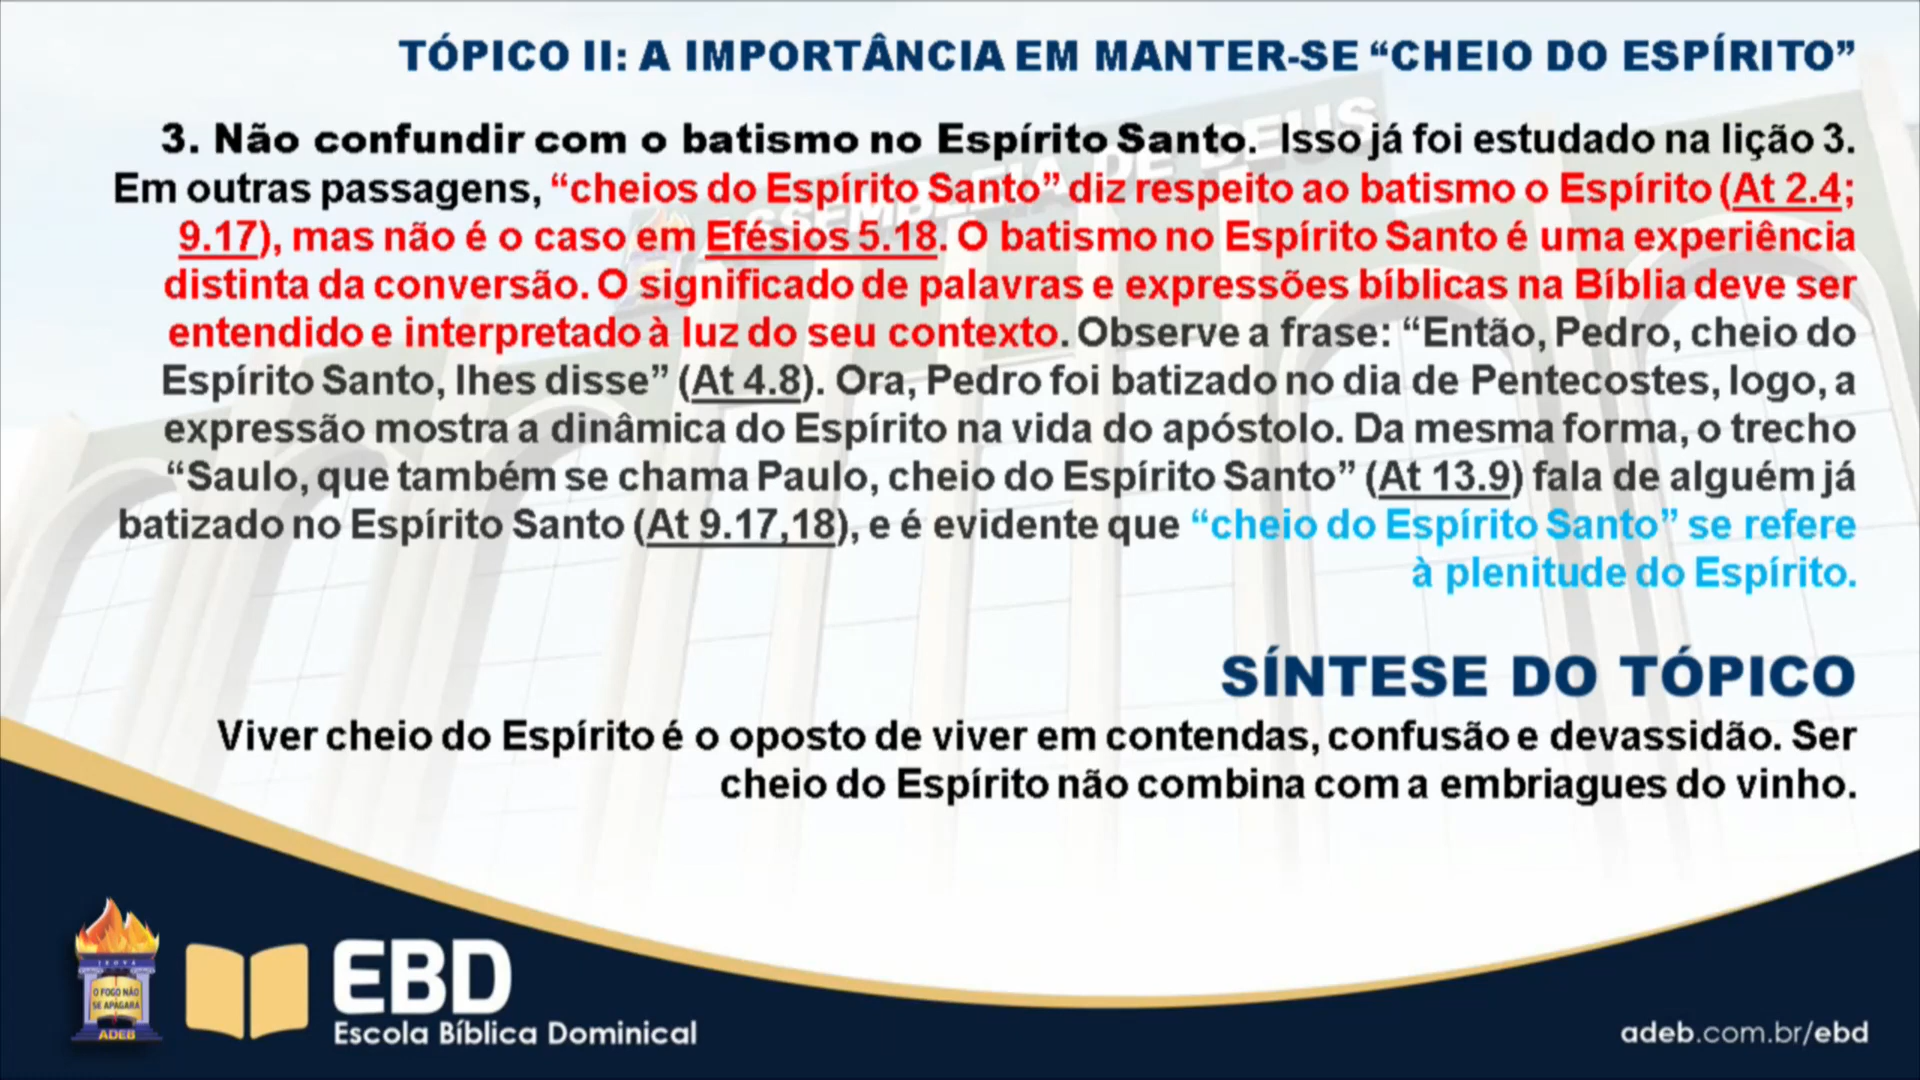 TÓPICO II: A IMPORTÂNCIA EM MANTER-SE “CHEIO DO ESPÍRITO”
3. Não confundir com o batismo no Espírito Santo. Isso já foi estudado na lição 3.
Em outras passagens, “cheios do Espírito Santo” diz respeito ao batismo o Espírito (At 2.4;
9.17), mas não é o caso em Efésios 5.18. O batismo no Espírito Santo é uma experiência
distinta da conversão. O significado de palavras e expressões bíblicas na Bíblia deve ser
entendido e interpretado à luz do seu contexto. Observe a frase: “Então, Pedro, cheio do
Espírito Santo, lhes disse” (At 4.8). Ora, Pedro foi batizado no dia de Pentecostes, logo, a
expressão mostra a dinâmica do Espírito na vida do apóstolo. Da mesma forma, o trecho
“Saulo, que também se chama Paulo, cheio do Espírito Santo” (At 13.9) fala de alguém já
batizado no Espírito Santo (At 9.17,18), e é evidente que “cheio do Espírito Santo” se refere
à plenitude do Espírito.
SÍNTESE DO TÓPICO
Viver cheio do Espírito é o oposto de viver em contendas, confusão e devassidão. Ser
cheio do Espírito não combina com a embriagues do vinho.
ASSEMBLEIA DE DEUS
JEOVÁ
O FOGO NÃO
SE APAGARÁ
ADEB
EBD
Escola Bíblica Dominical
adeb.com.br/ebd